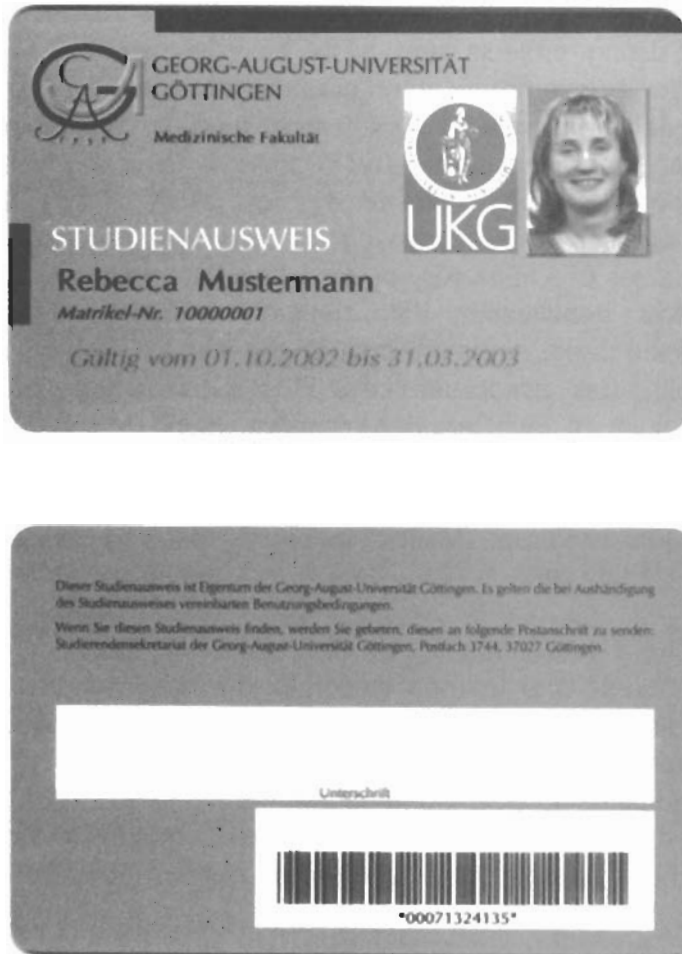 GEORG-AUGUST-UNIVERSITÄT
GÖTTINGEN
Medizinische Fakultät
UKG
STUDIENAUSWEIS
Rebecca Mustermann
Matrikel-Nr. 10000001
Gültig vom 01.10.2002 bis 31.03.2003
Dieser Studienausweis ist Eigentum der Georg-August-Universität Göttingen. Es gelten die bei Aushändigung
des Studienausweises vereinbarten Benutzungsbedingungen.
Wenn Sie diesen Studienausweis finden, werden Sie gebeten, diesen an folgende Postanschrift zu senden:
Studierendensekretariat der Georg-August-Universität Göttingen, Postfach 3744, 37027 Göttingen.
Unterschrift
*00071324135*